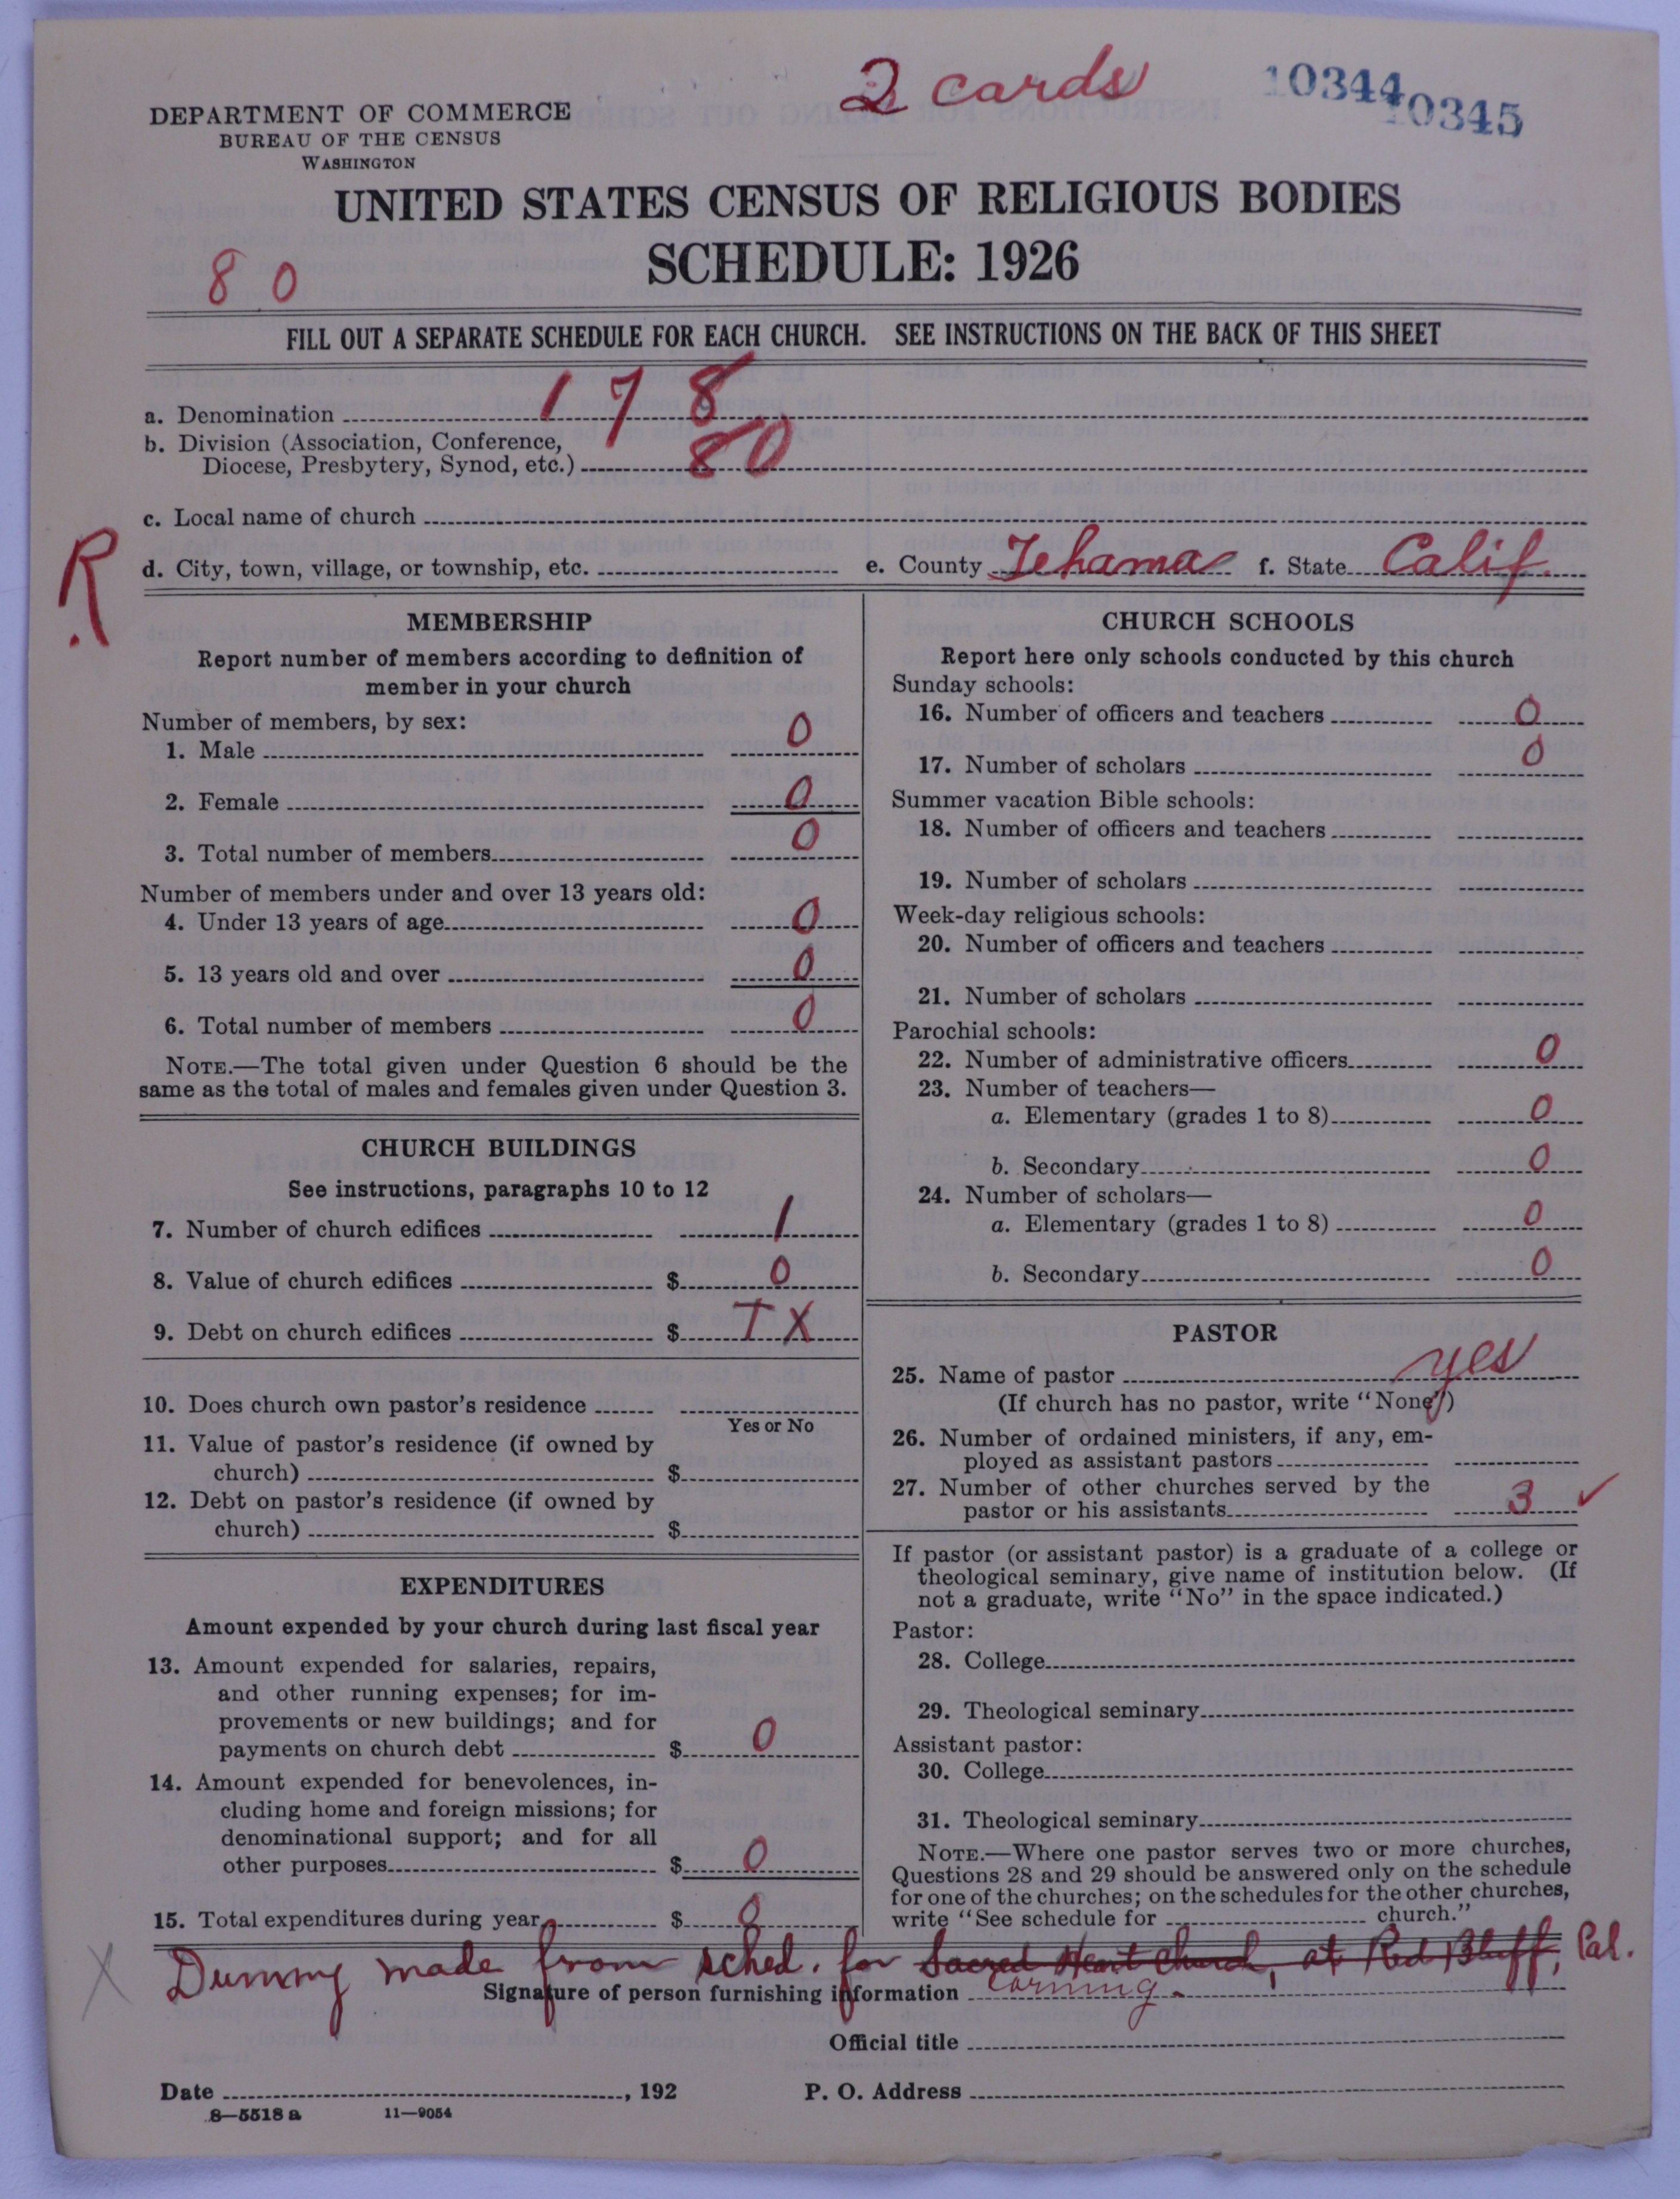 2 cards
10344
10345
DEPARTMENT OF COMMERCE
BUREAU OF THE CENSUS
WASHINGTON
UNITED STATES CENSUS OF RELIGIOUS BODIES
SCHEDULE: 1926
80
FILL OUT A SEPARATE SCHEDULE FOR EACH CHURCH. SEE INSTRUCTIONS ON THE BACK OF THIS SHEET
a. Denomination 178
b. Division (Association, Conference,
Diocese, Presbytery, Synod, etc.) 80
c. Local name of church
R
d. City, town, village, or township, etc. e. County Tehama f. State Calif.
MEMBERSHIP
Report number of members according to definition of
member in your church
Number of members, by sex:
1. Male 0
2. Female 0
3. Total number of members 0
Number of members under and over 13 years old:
4. Under 13 years of age 0
5. 13 years old and over 0
6. Total number of members 0
NOTE.—The total given under Question 6 should be the
same as the total of males and females given under Question 3.
CHURCH BUILDINGS
See instructions, paragraphs 10 to 12
7. Number of church edifices 1
8. Value of church edifices $ 0
9. Debt on church edifices $ TX
10. Does church own pastor's residence
Yes or No
11. Value of pastor's residence (if owned by
church) $
12. Debt on pastor's residence (if owned by
church) $
EXPENDITURES
Amount expended by your church during last fiscal year
13. Amount expended for salaries, repairs,
and other running expenses; for im-
provements or new buildings; and for
payments on church debt $ 0
14. Amount expended for benevolences, in-
cluding home and foreign missions; for
denominational support; and for all
other purposes $ 0
15. Total expenditures during year $ 0
CHURCH SCHOOLS
Report here only schools conducted by this church
Sunday schools:
16. Number of officers and teachers 0
17. Number of scholars 0
Summer vacation Bible schools:
18. Number of officers and teachers
19. Number of scholars
Week-day religious schools:
20. Number of officers and teachers
21. Number of scholars
Parochial schools:
22. Number of administrative officers 0
23. Number of teachers—
a. Elementary (grades 1 to 8) 0
b. Secondary 0
24. Number of scholars—
a. Elementary (grades 1 to 8) 0
b. Secondary 0
PASTOR
25. Name of pastor yes
(If church has no pastor, write "None")
26. Number of ordained ministers, if any, em-
ployed as assistant pastors
27. Number of other churches served by the
pastor or his assistants 3 ✓
If pastor (or assistant pastor) is a graduate of a college or
theological seminary, give name of institution below. (If
not a graduate, write "No" in the space indicated.)
Pastor:
28. College
29. Theological seminary
Assistant pastor:
30. College
31. Theological seminary
NOTE.—Where one pastor serves two or more churches,
Questions 28 and 29 should be answered only on the schedule
for one of the churches; on the schedules for the other churches,
write "See schedule for church."
X Dummy made from sched. for Sacred Heart Church, at Red Bluff, Cal.
Signature of person furnishing information Corning.
Official title
Date , 192 P. O. Address
8—5518 a 11—9054